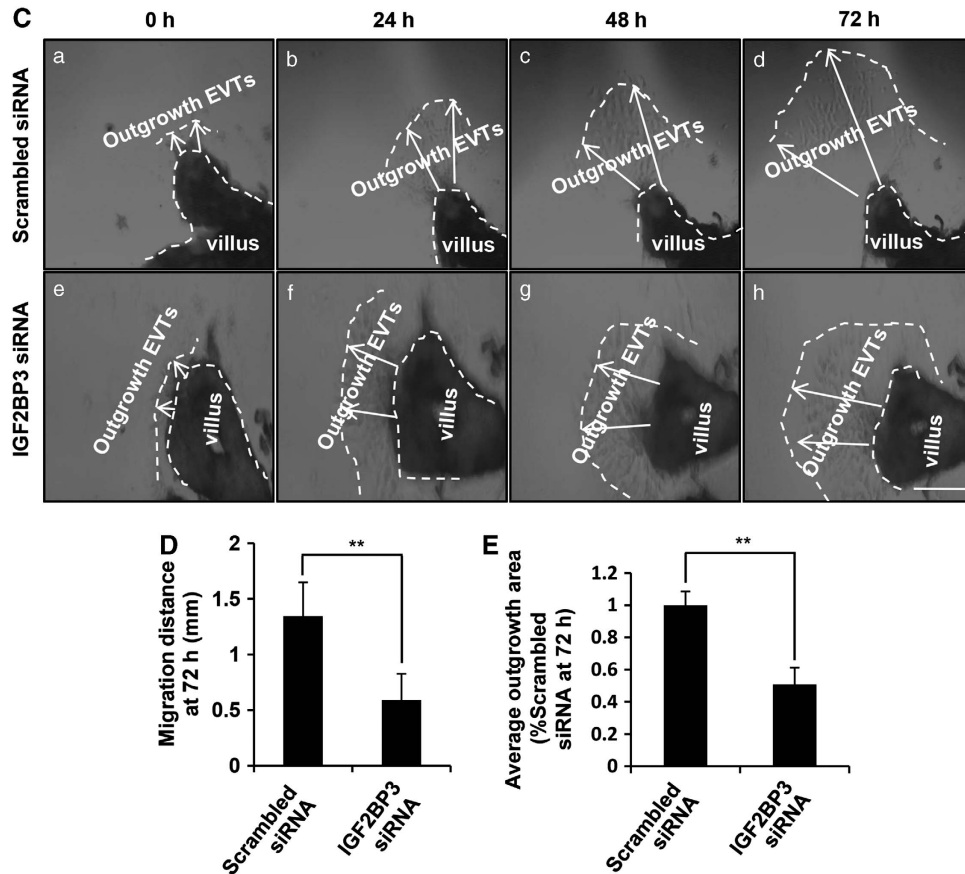 C
0 h
24 h
48 h
72 h
Scrambled siRNA
a
Outgrowth EVTs
villus
b
Outgrowth EVTs
villus
c
Outgrowth EVTs
villus
d
Outgrowth EVTs
villus
IGF2BP3 siRNA
e
Outgrowth EVTs
villus
f
Outgrowth EVTs
villus
g
Outgrowth EVTs
villus
h
Outgrowth EVTs
villus
D
Migration distance
at 72 h (mm)
2
1.5
1
0.5
0
**
Scrambled
siRNA
IGF2BP3
siRNA
E
Average outgrowth area
(%Scrambled
siRNA at 72 h)
1.2
1
0.8
0.6
0.4
0.2
0
**
Scrambled
siRNA
IGF2BP3
siRNA